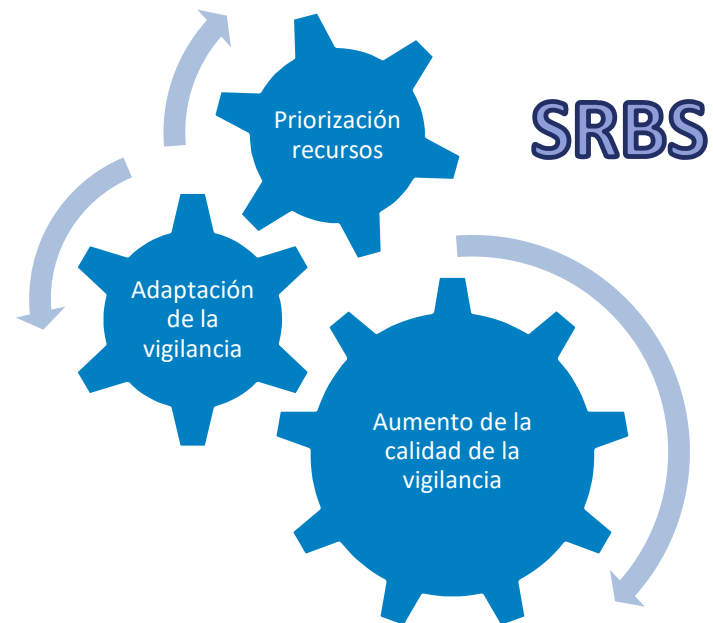 Priorización
recursos
SRBS
Adaptación
de la
vigilancia
Aumento de la
calidad de la
vigilancia